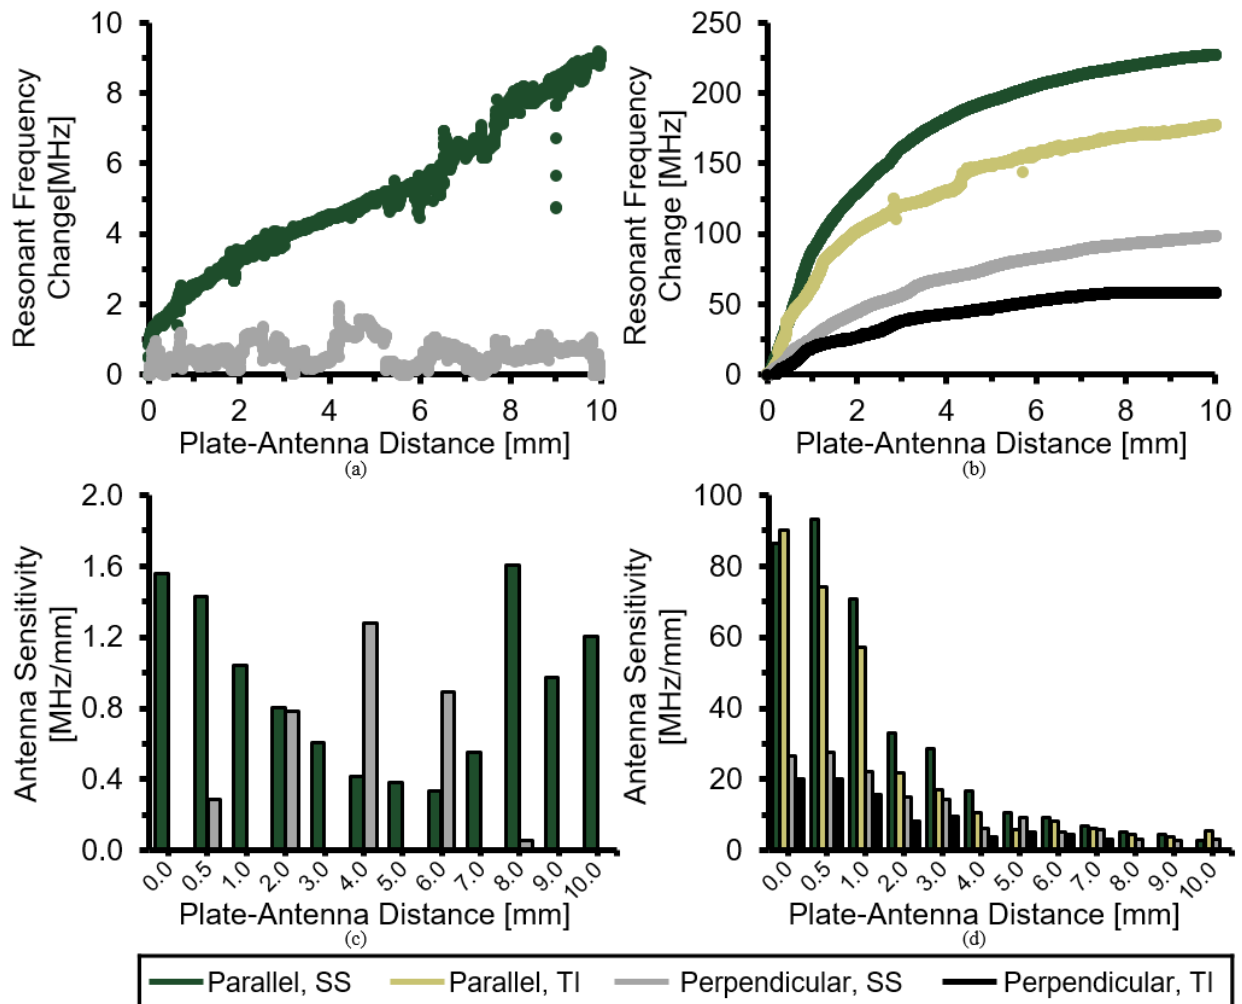 10
8
6
4
2
0
Resonant Frequency
Change[MHz]
0 2 4 6 8 10
Plate-Antenna Distance [mm]
(a)
250
200
150
100
50
0
Resonant Frequency
Change [MHz]
0 2 4 6 8 10
Plate-Antenna Distance [mm]
(b)
2.0
1.6
1.2
0.8
0.4
0.0
Antenna Sensitivity
[MHz/mm]
0.0 0.5 1.0 2.0 3.0 4.0 5.0 6.0 7.0 8.0 9.0 10.0
Plate-Antenna Distance [mm]
(c)
100
80
60
40
20
0
Antenna Sensitivity
[MHz/mm]
0.0 0.5 1.0 2.0 3.0 4.0 5.0 6.0 7.0 8.0 9.0 10.0
Plate-Antenna Distance [mm]
(d)
Parallel, SS Parallel, TI Perpendicular, SS Perpendicular, TI